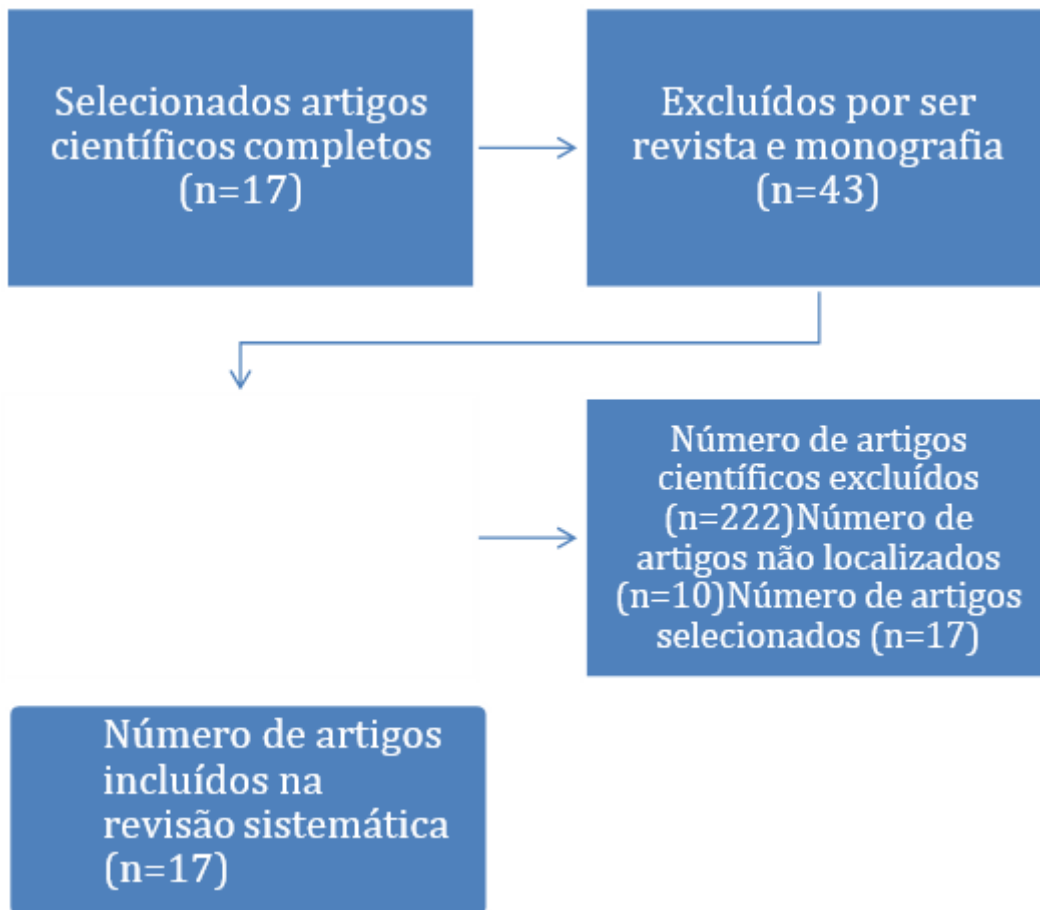 Selecionados artigos
científicos completos
(n=17)
Excluídos por ser
revista e monografia
(n=43)
Número de artigos
científicos excluídos
(n=222)Número de
artigos não localizados
(n=10)Número de artigos
selecionados (n=17)
Número de artigos
incluídos na
revisão sistemática
(n=17)